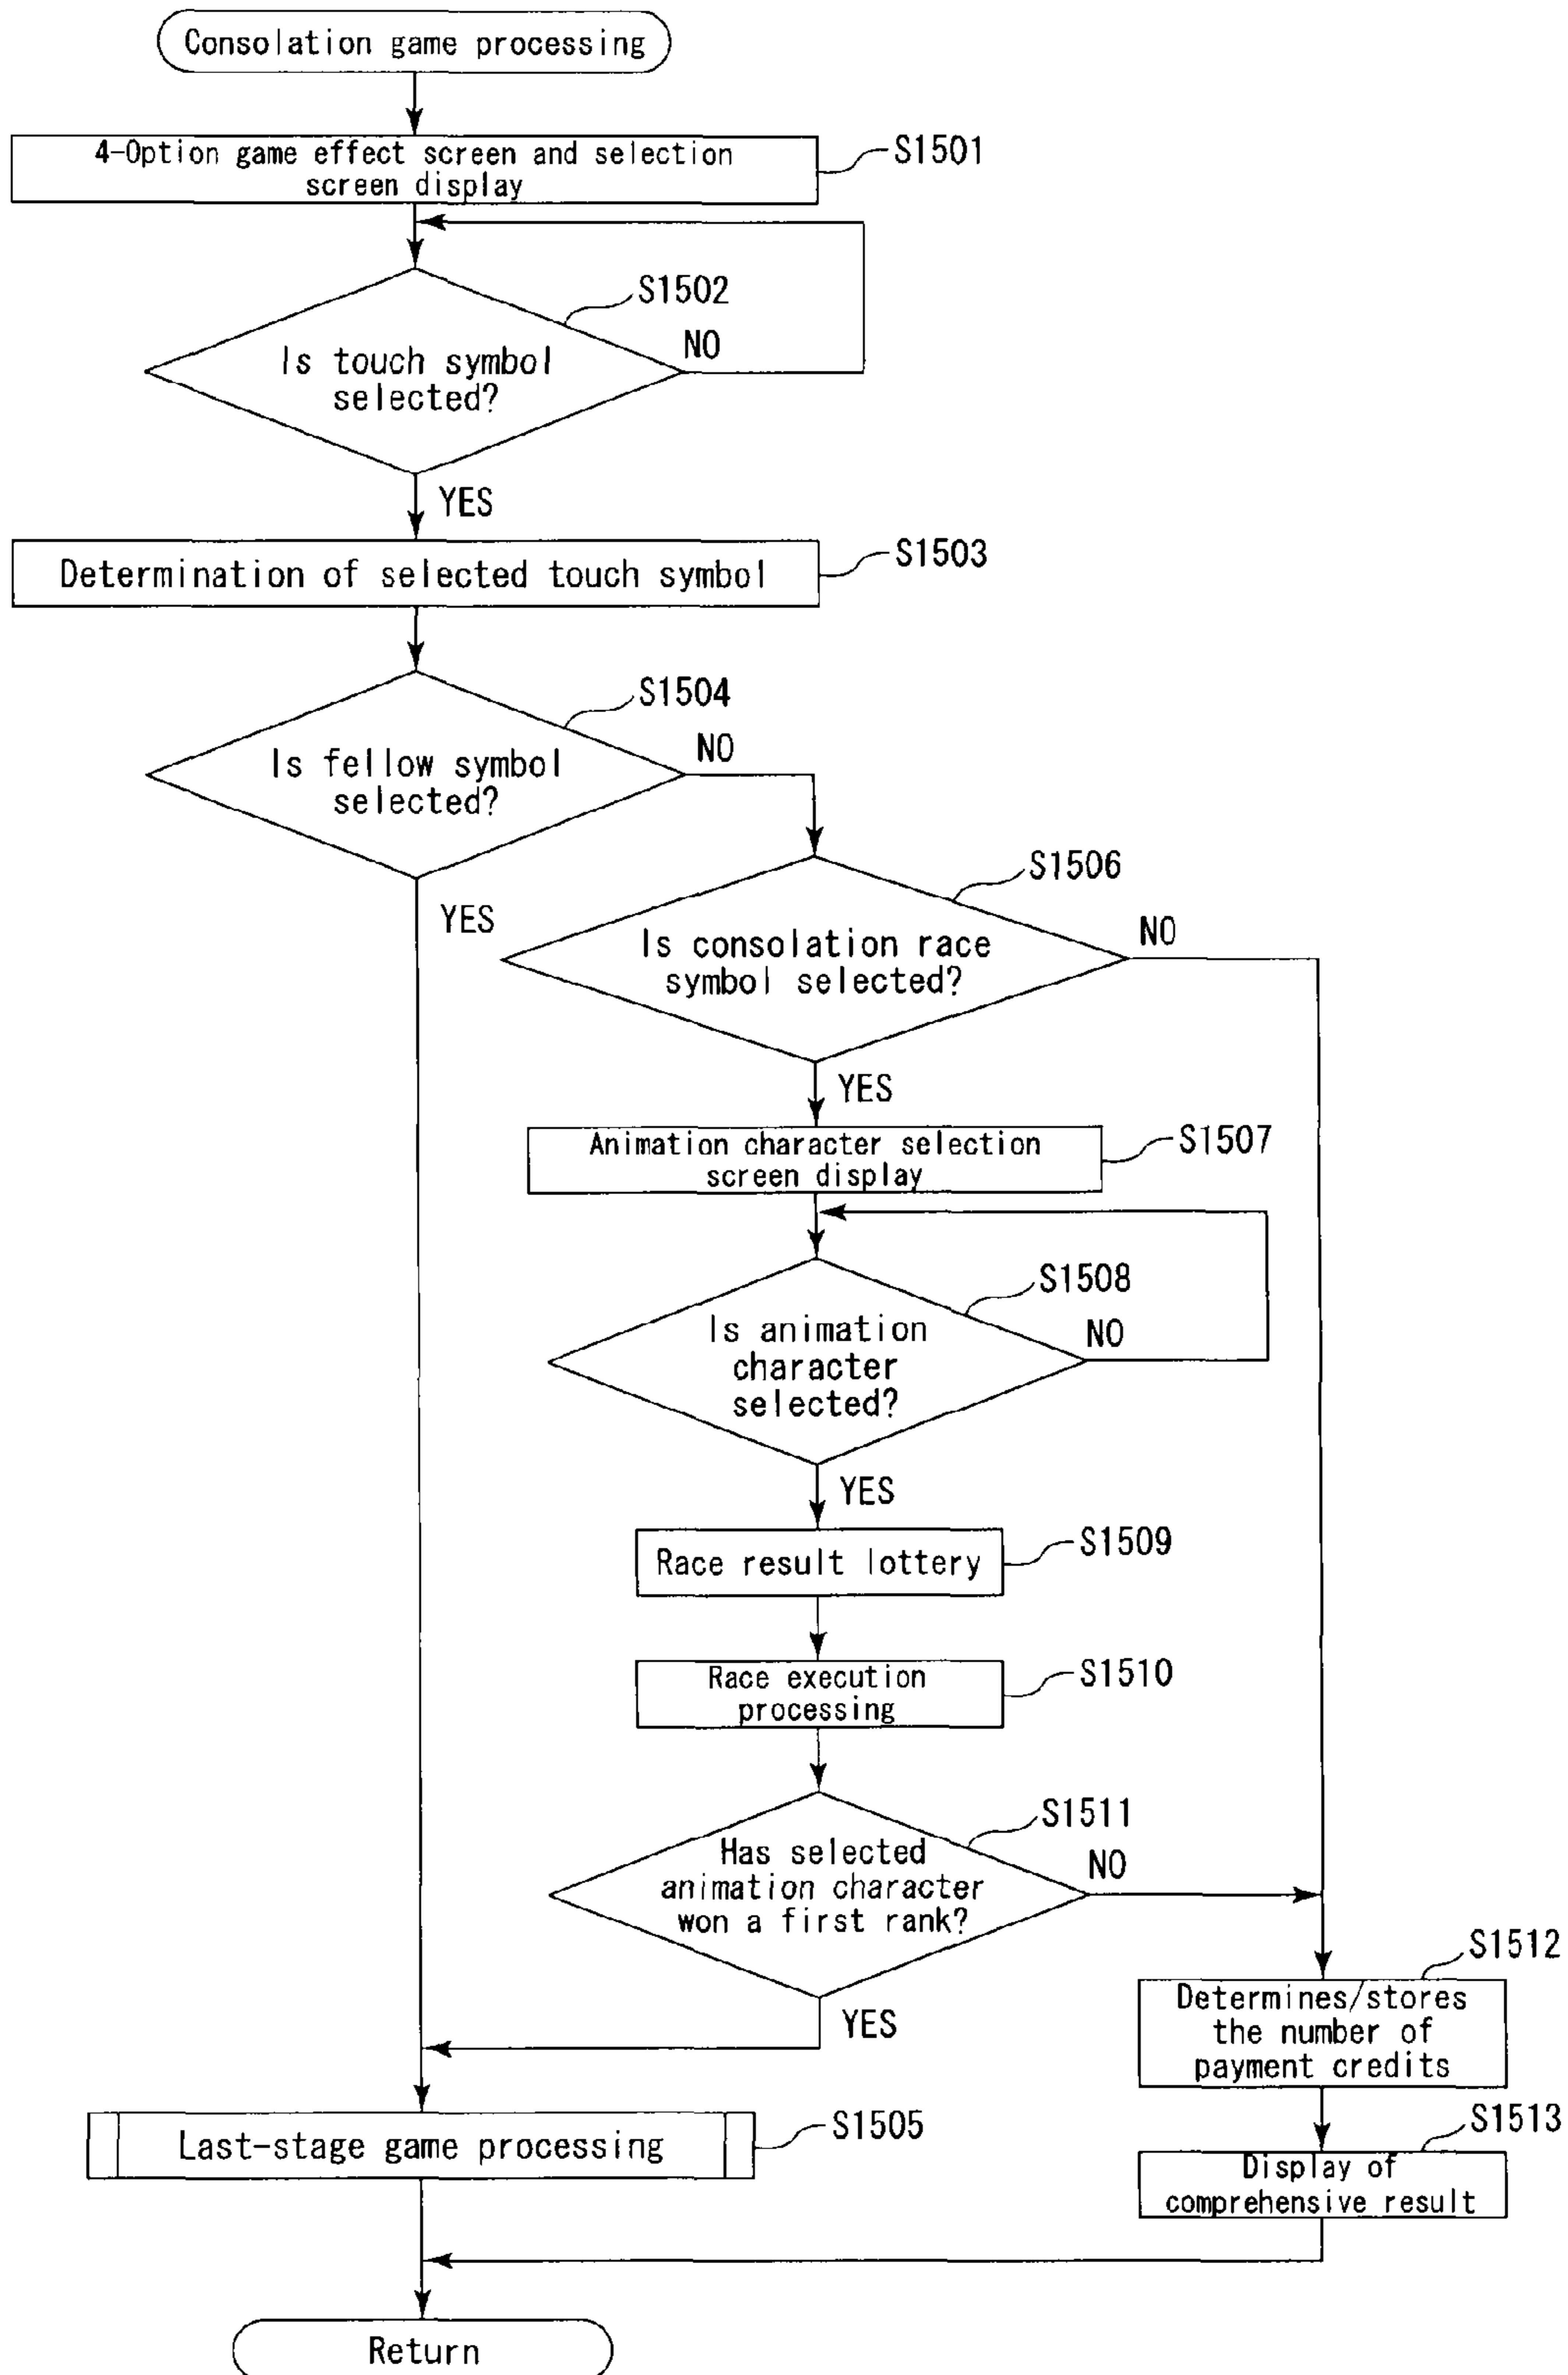 Consolation game processing
4-Option game effect screen and selection
screen display
S1501
S1502
Is touch symbol
selected?
NO
YES
Determination of selected touch symbol
S1503
S1504
Is fellow symbol
selected?
NO
YES
S1506
Is consolation race
symbol selected?
NO
YES
Animation character selection
screen display
S1507
S1508
Is animation
character
selected?
NO
YES
Race result lottery
S1509
Race execution
processing
S1510
S1511
Has selected
animation character
won a first rank?
NO
YES
S1512
Determines/stores
the number of
payment credits
Last-stage game processing
S1505
S1513
Display of
comprehensive result
Return